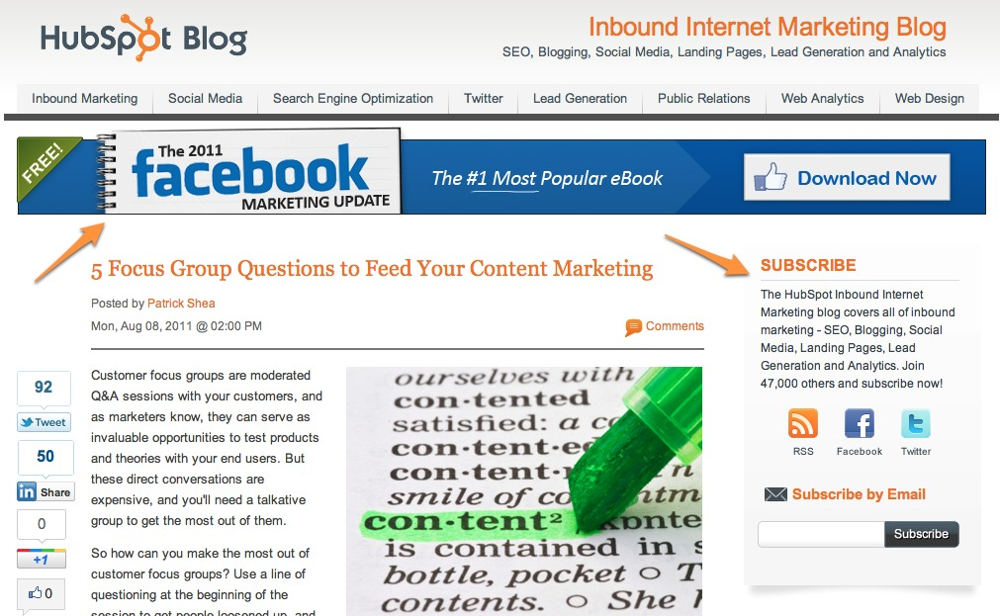 HubSpot Blog
Inbound Internet Marketing Blog
SEO, Blogging, Social Media, Landing Pages, Lead Generation and Analytics
Inbound Marketing
Social Media
Search Engine Optimization
Twitter
Lead Generation
Public Relations
Web Analytics
Web Design
FREE!
The 2011
facebook
MARKETING UPDATE
The #1 Most Popular eBook
Download Now
5 Focus Group Questions to Feed Your Content Marketing
Posted by Patrick Shea
Mon, Aug 08, 2011 @ 02:00 PM
Comments
92
Tweet
50
in Share
0
+1
0
Customer focus groups are moderated
Q&A sessions with your customers, and
as marketers know, they can serve as
invaluable opportunities to test products
and theories with your end users. But
these direct conversations are
expensive, and you'll need a talkative
group to get the most out of them.
So how can you make the most out of
customer focus groups? Use a line of
questioning at the beginning of the
session to get people loosened up, and
ourselves with
con·tented
satisfied: a co
con·tent·e
con·tent·
smile of co ntm
con·tent² kɒnte
is contained in s
bottle, pocket ○ T
contents. ○ She h
SUBSCRIBE
The HubSpot Inbound Internet
Marketing blog covers all of inbound
marketing - SEO, Blogging, Social
Media, Landing Pages, Lead
Generation and Analytics. Join
47,000 others and subscribe now!
RSS
Facebook
Twitter
Subscribe by Email
Subscribe